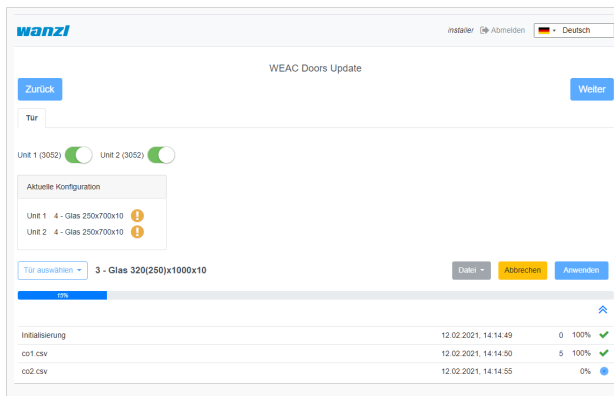 wanzl
installer Abmelden Deutsch
WEAC Doors Update
Zurück Weiter
Tür
Unit 1 (3052) Unit 2 (3052)
Aktuelle Konfiguration
Unit 1 4 - Glas 250x700x10
Unit 2 4 - Glas 250x700x10
Tür auswählen 3 - Glas 320(250)x1000x10 Datei Abbrechen Anwenden
15%
Initialisierung 12.02.2021, 14:14:49 0 100%
co1.csv 12.02.2021, 14:14:50 5 100%
co2.csv 12.02.2021, 14:14:55 0%